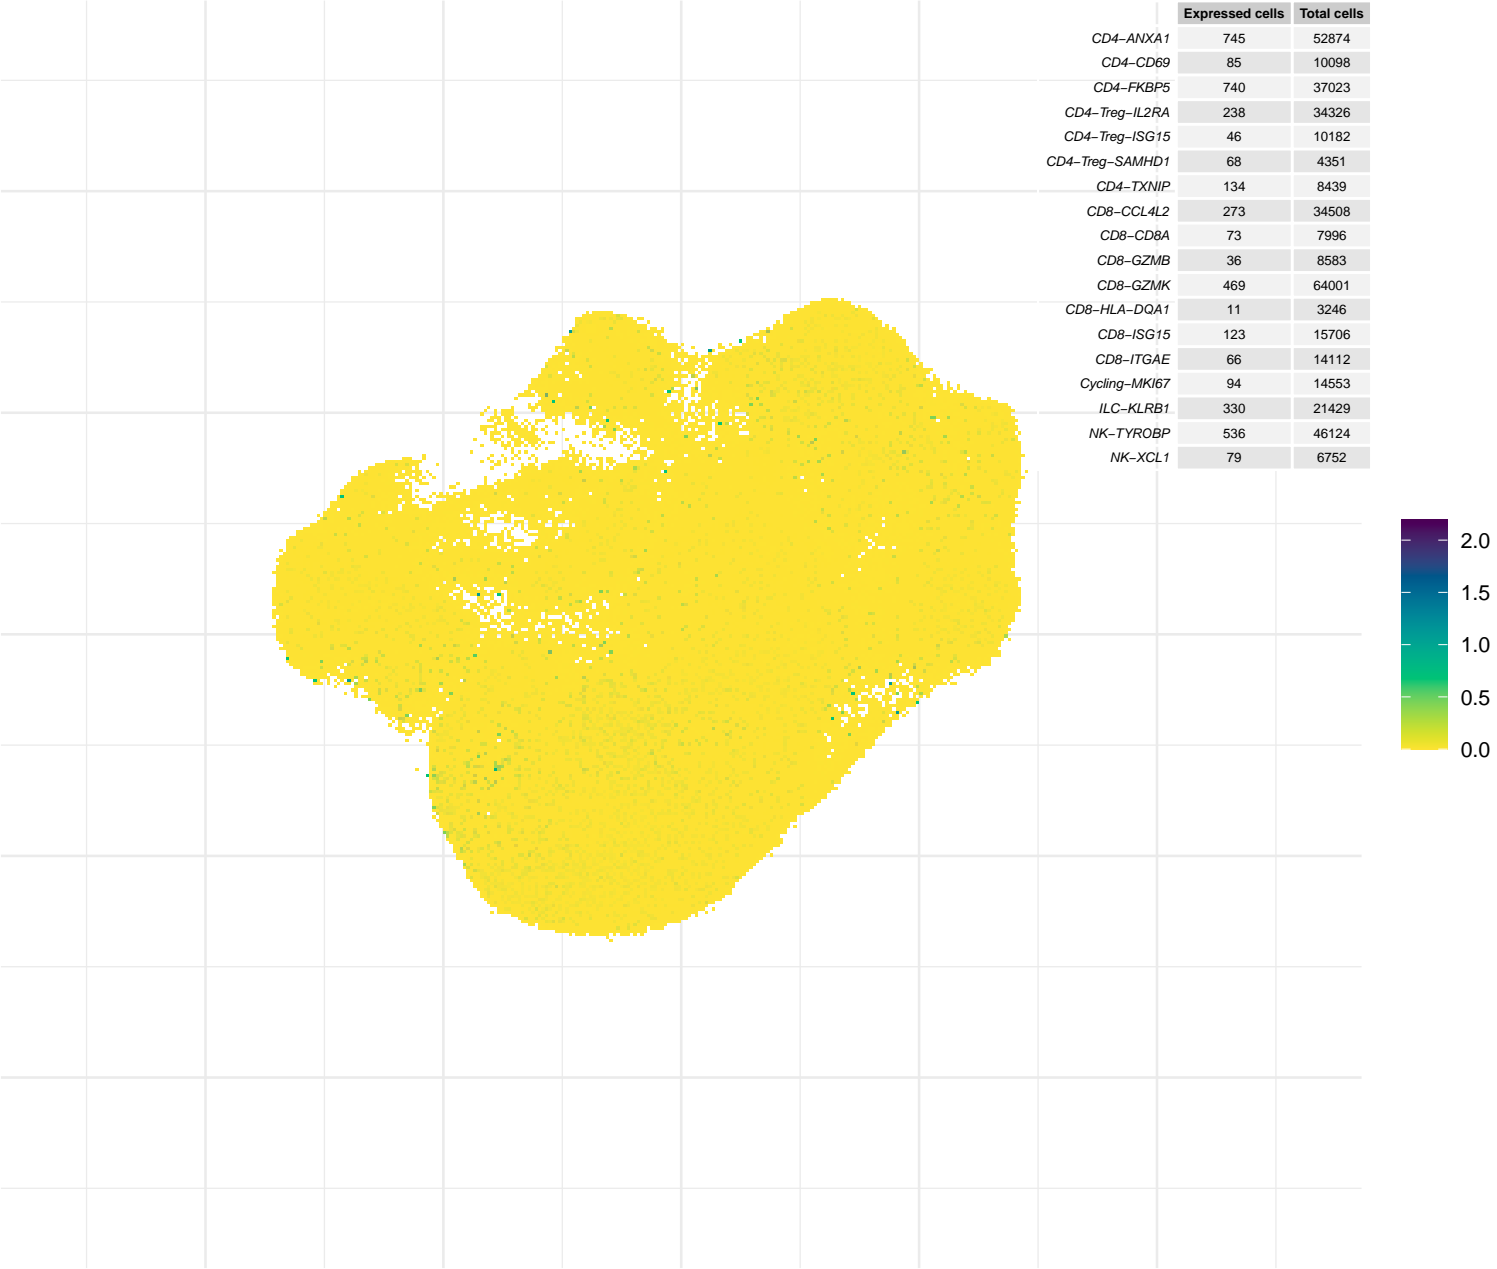 Expressed cells Total cells
CD4−ANXA1 745 52874
CD4−CD69 85 10098
CD4−FKBP5 740 37023
CD4−Treg−IL2RA 238 34326
CD4−Treg−ISG15 46 10182
CD4−Treg−SAMHD1 68 4351
CD4−TXNIP 134 8439
CD8−CCL4L2 273 34508
CD8−CD8A 73 7996
CD8−GZMB 36 8583
CD8−GZMK 469 64001
CD8−HLA−DQA1 11 3246
CD8−ISG15 123 15706
CD8−ITGAE 66 14112
Cycling−MKI67 94 14553
ILC−KLRB1 330 21429
NK−TYROBP 536 46124
NK−XCL1 79 6752
2.0
1.5
1.0
0.5
0.0